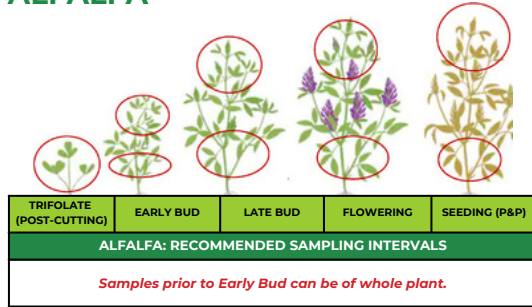 ALFALFA
TRIFOLATE
(POST-CUTTING)
EARLY BUD
LATE BUD
FLOWERING
SEEDING (P&P)
ALFALFA: RECOMMENDED SAMPLING INTERVALS
Samples prior to Early Bud can be of whole plant.